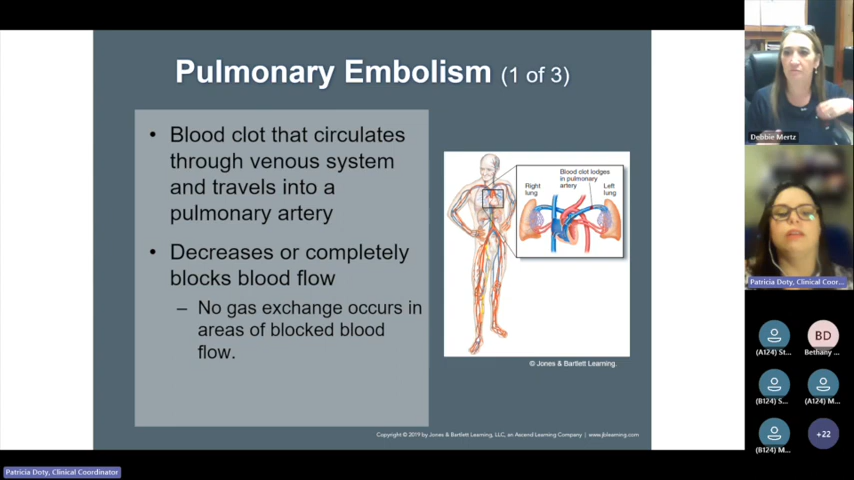 Pulmonary Embolism (1 of 3)
• Blood clot that circulates
through venous system
and travels into a
pulmonary artery
• Decreases or completely
blocks blood flow
– No gas exchange occurs in
areas of blocked blood
flow.
Blood clot lodges
in pulmonary
artery
Right
lung
Left
lung
© Jones & Bartlett Learning.
Copyright © 2019 by Jones & Bartlett Learning, LLC, an Ascend Learning Company | www.jblearning.com
Debbie Mertz
Patricia Doty, Clinical Coor...
(A124) St...
BD
Bethany ...
(B124) S...
(A124) M...
(B124) M...
+22
Patricia Doty, Clinical Coordinator